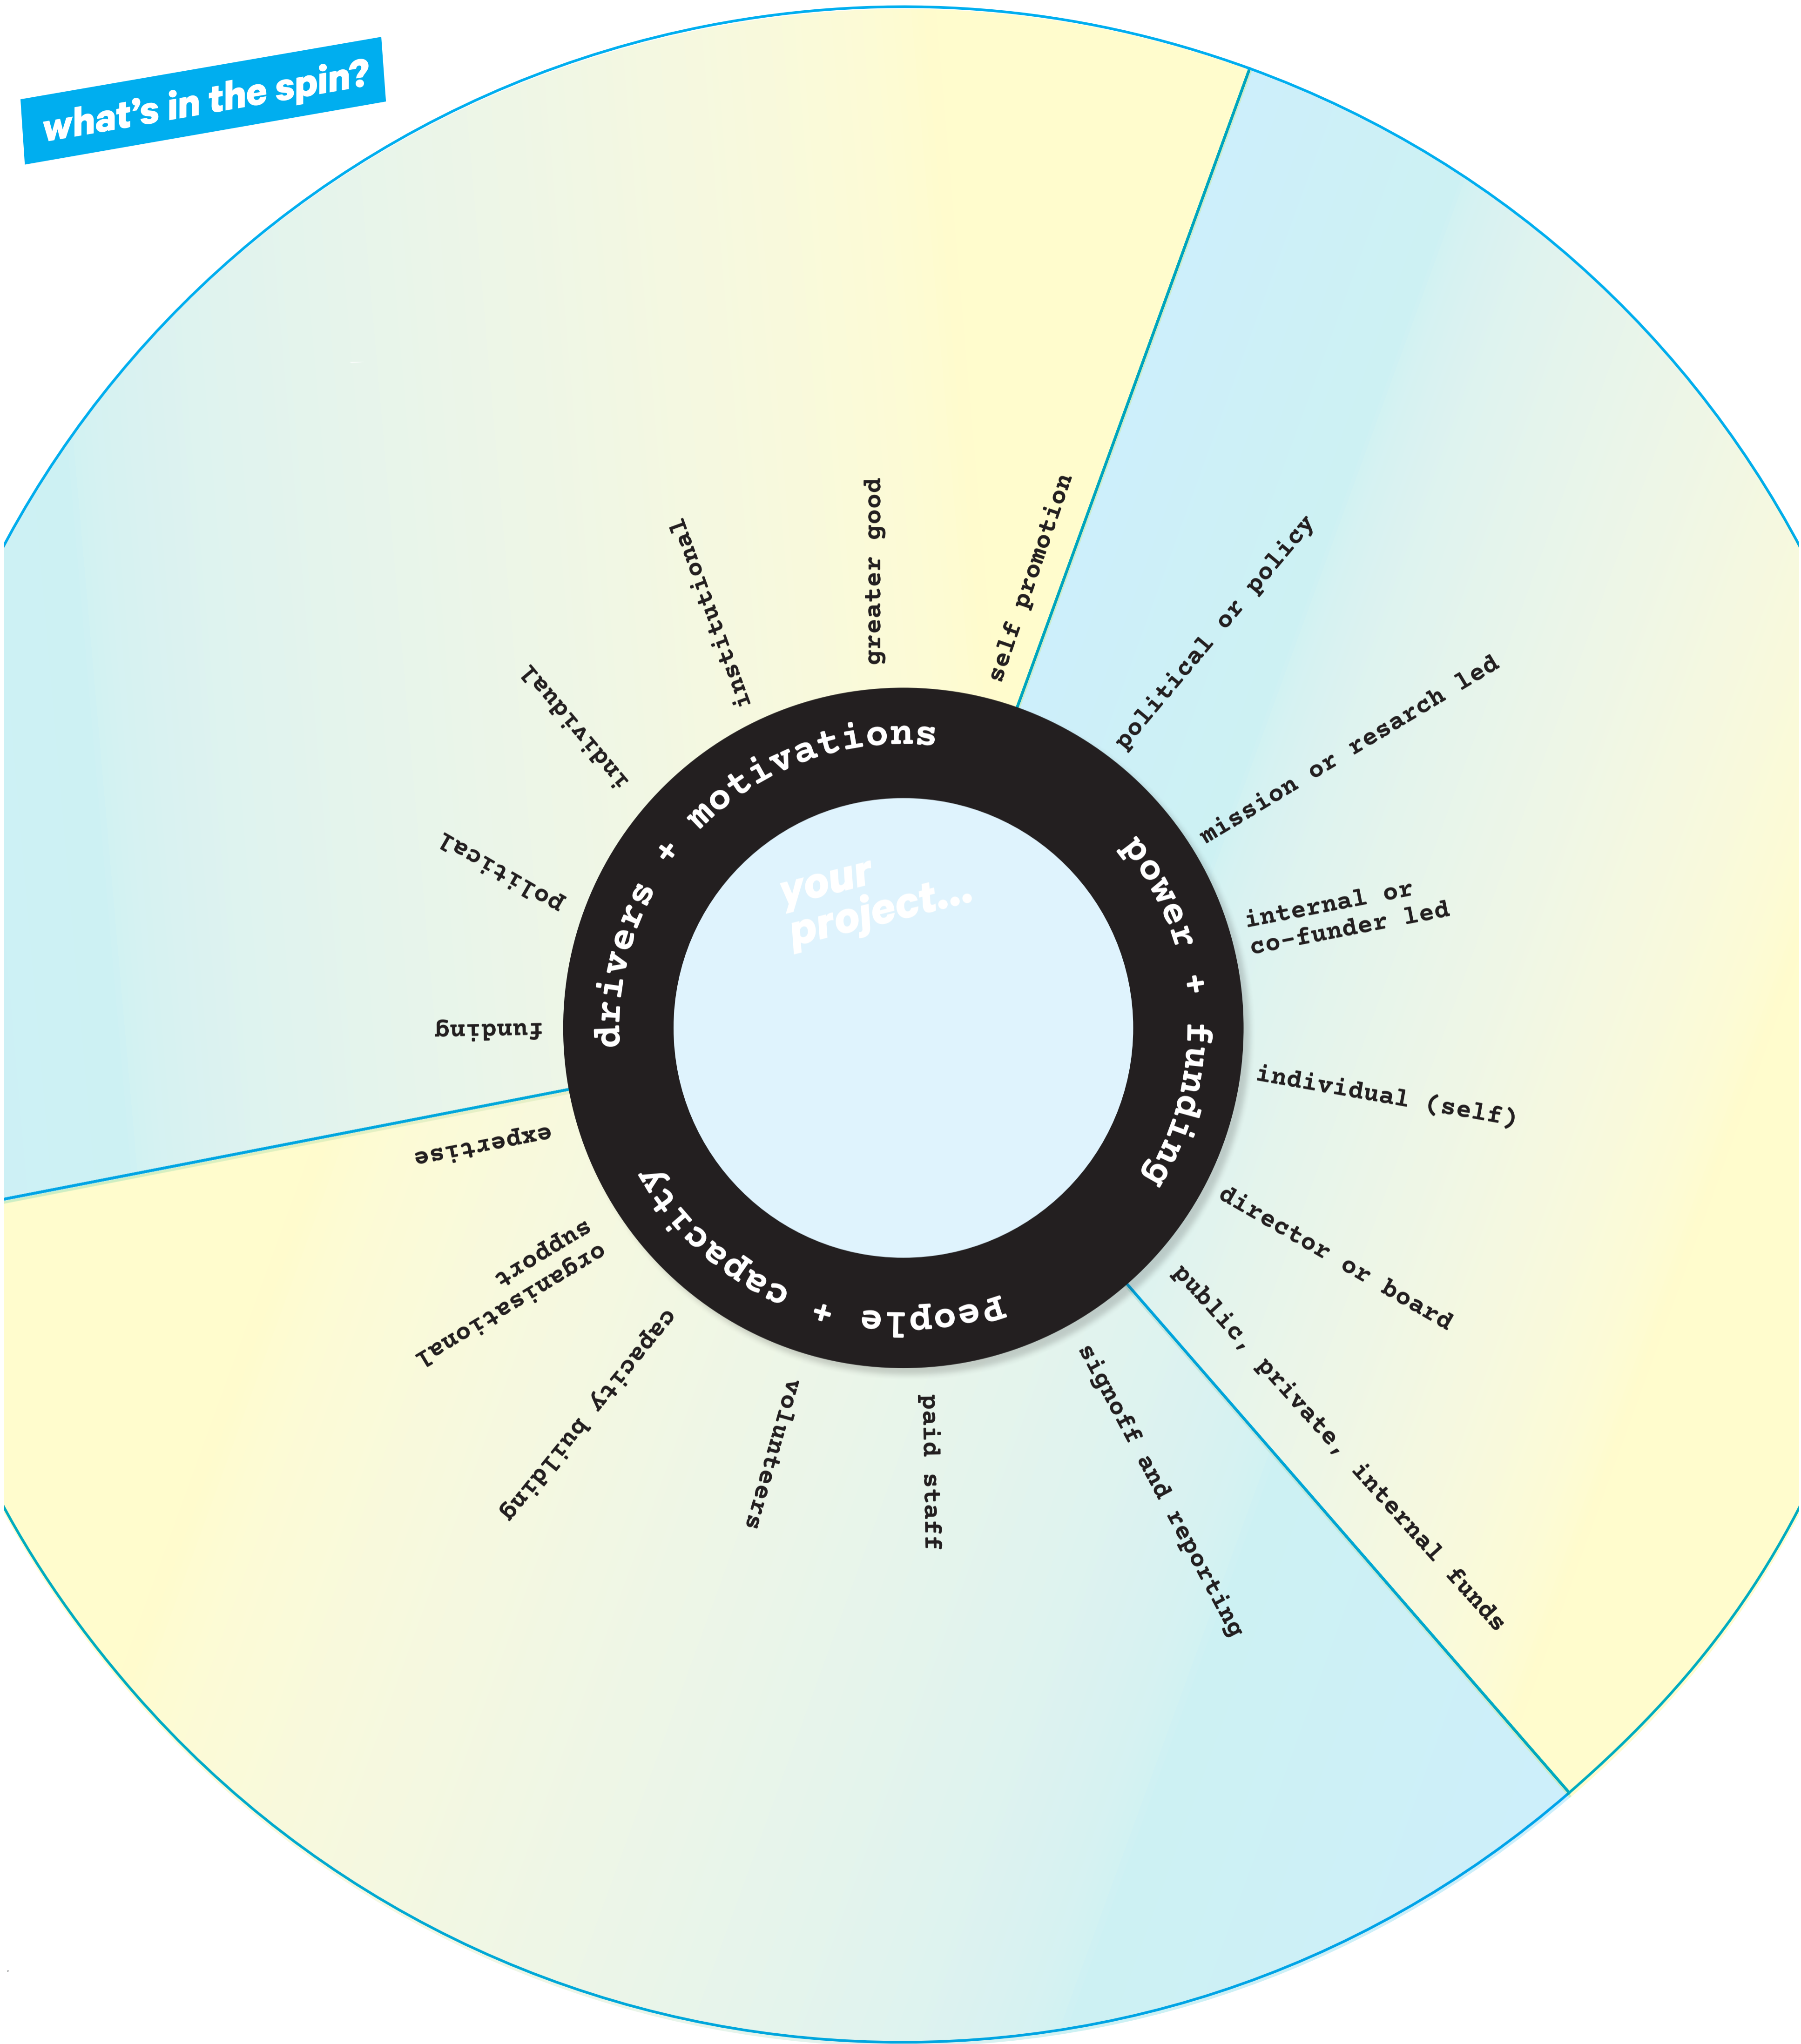 what's in the spin?
your
project...
drivers + motivations
funding
political
individual
institutional
greater good
self promotion
power + funding
political or policy
mission or resarch led
internal or
co-funder led
individual (self)
director or board
public, private, internal funds
People + capacity
signoff and reporting
paid staff
volunteers
capacity building
organisational
support
expertise